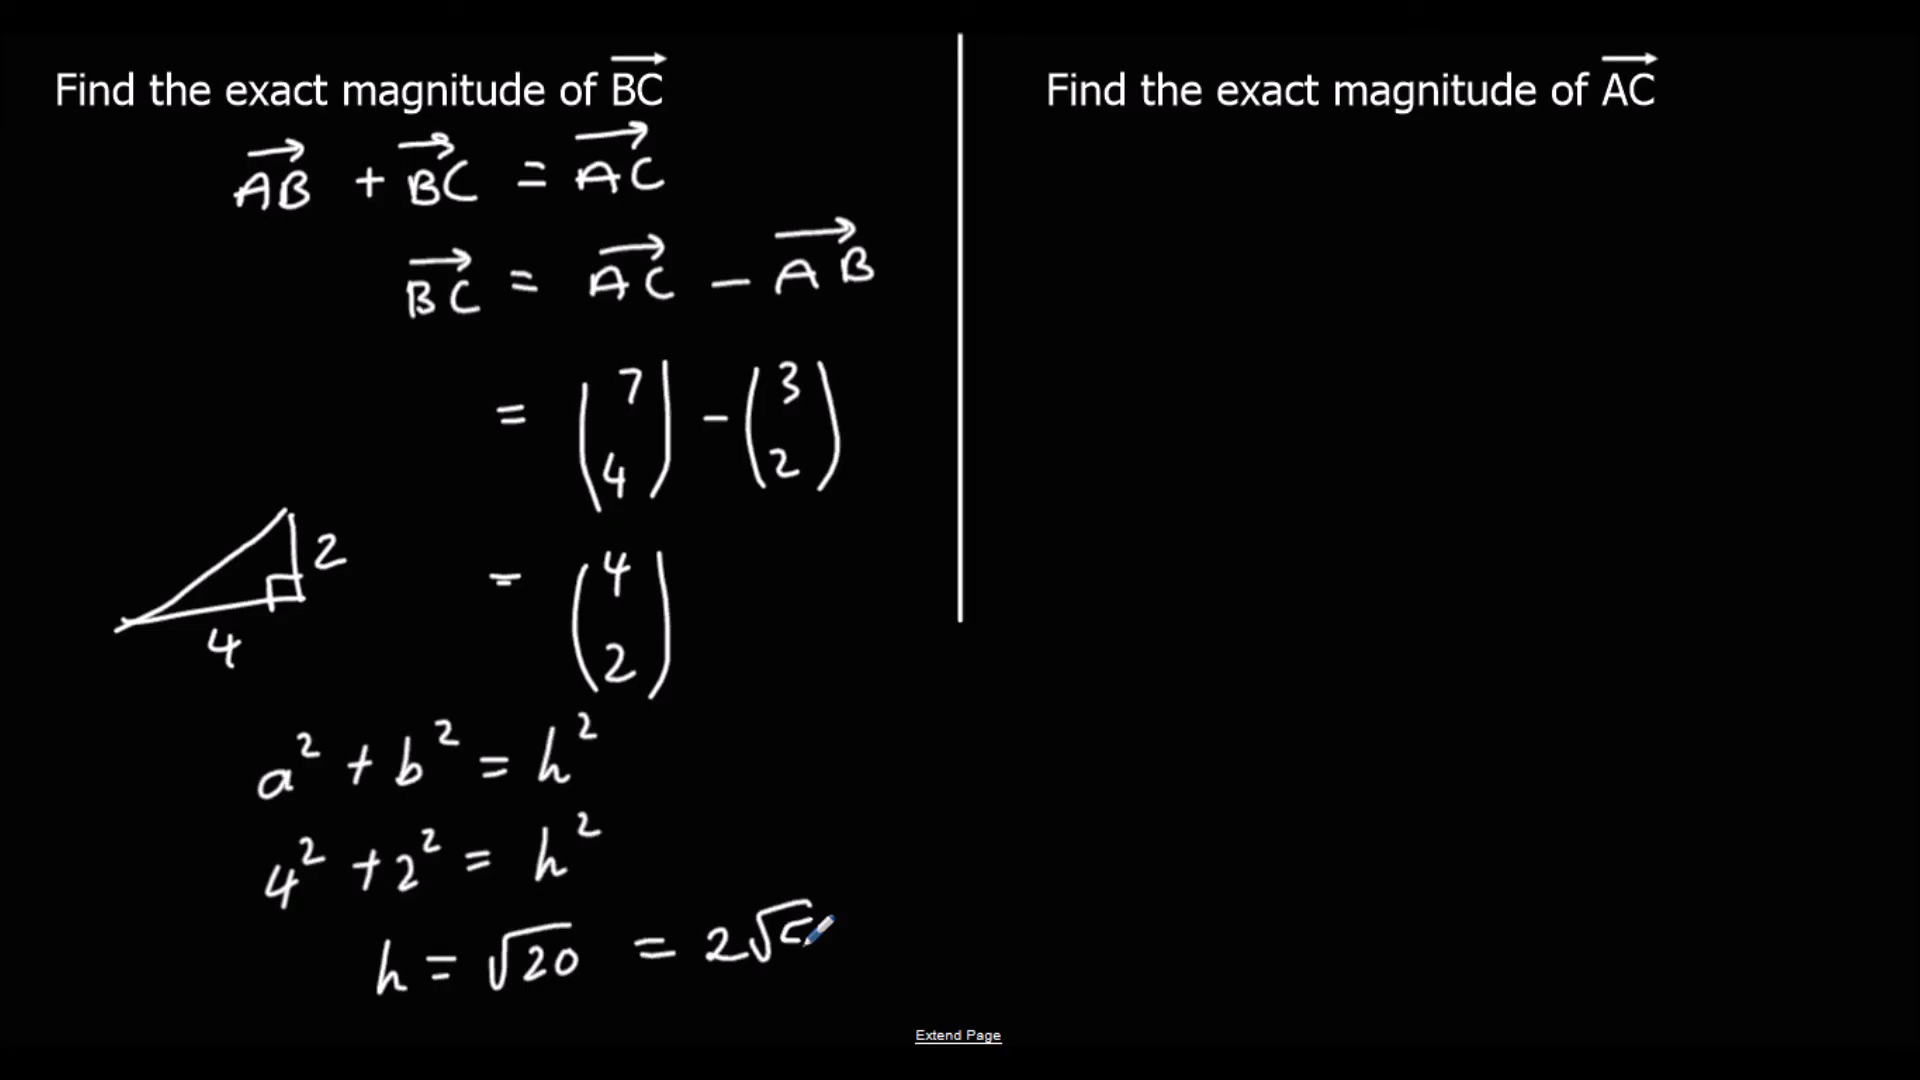 Find the exact magnitude of BC
AB + BC = AC
BC = AC - AB
= (7 4) - (3 2)
= (4 2)
2
4
a² + b² = h²
4² + 2² = h²
h = √20 = 2√
Find the exact magnitude of AC
Extend Page